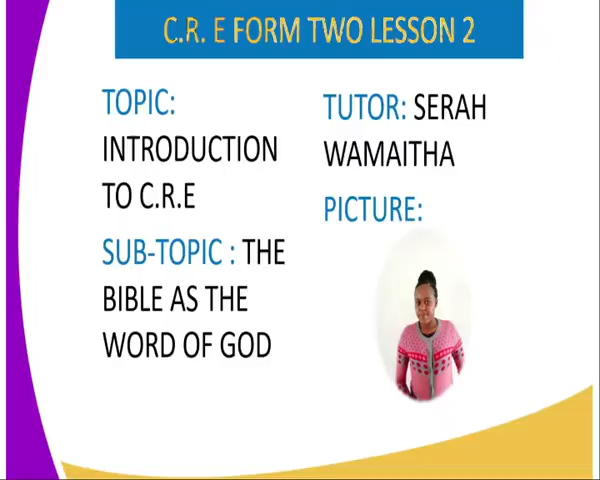 C.R. E FORM TWO LESSON 2
TOPIC:
INTRODUCTION
TO C.R.E
SUB-TOPIC : THE
BIBLE AS THE
WORD OF GOD
TUTOR: SERAH
WAMAITHA
PICTURE: